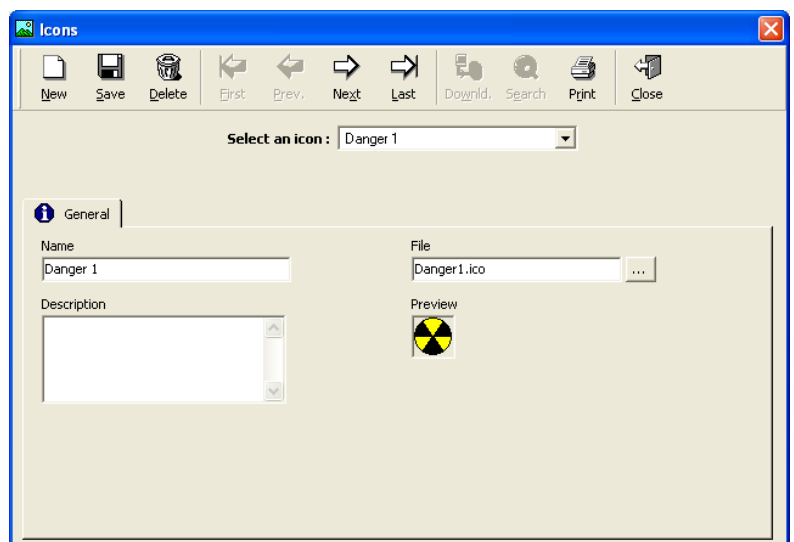 Icons
New Save Delete First Prev. Next Last Downld. Search Print Close
Select an icon : Danger 1
General
Name File
Danger 1 Danger1.ico ...
Description Preview